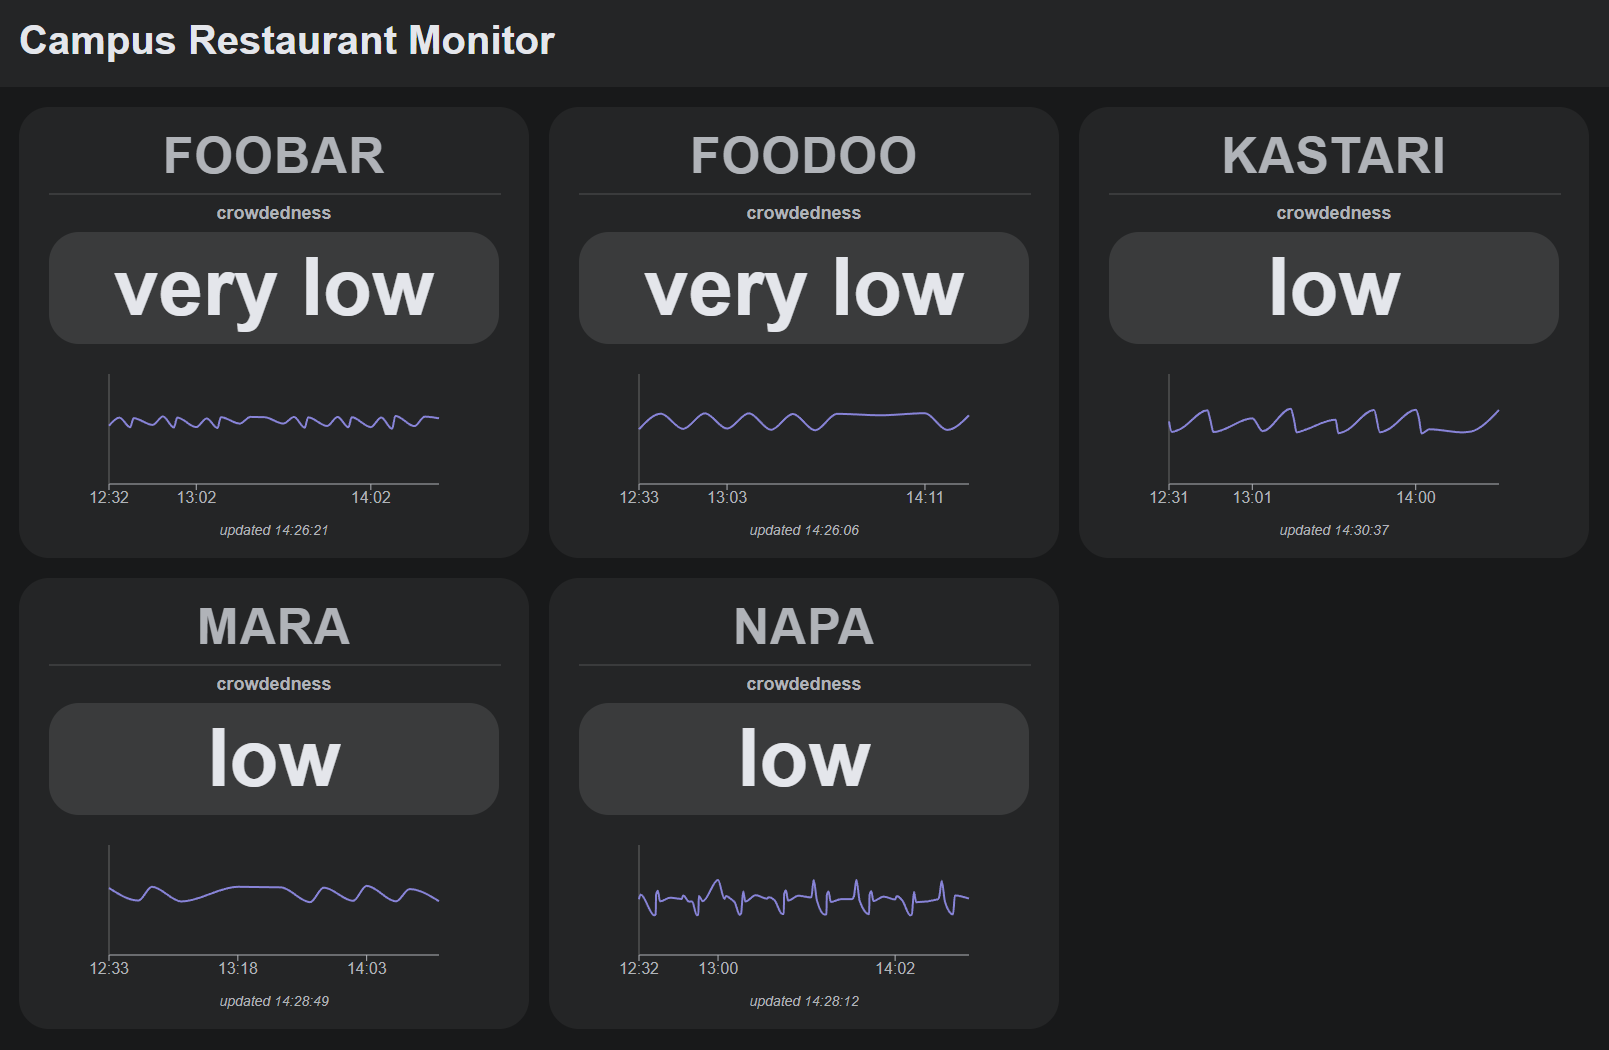 Campus Restaurant Monitor
FOOBAR
crowdedness
very low
12:32 13:02 14:02
updated 14:26:21
FOODOO
crowdedness
very low
12:33 13:03 14:11
updated 14:26:06
KASTARI
crowdedness
low
12:31 13:01 14:00
updated 14:30:37
MARA
crowdedness
low
12:33 13:18 14:03
updated 14:28:49
NAPA
crowdedness
low
12:32 13:00 14:02
updated 14:28:12